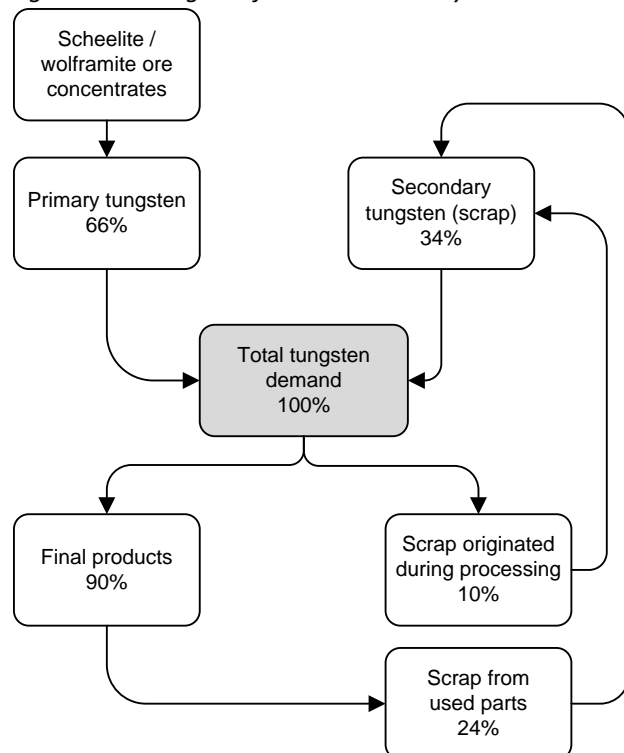 Scheelite /
wolframite ore
concentrates
Primary tungsten
66%
Secondary
tungsten (scrap)
34%
Total tungsten
demand
100%
Final products
90%
Scrap originated
during processing
10%
Scrap from
used parts
24%